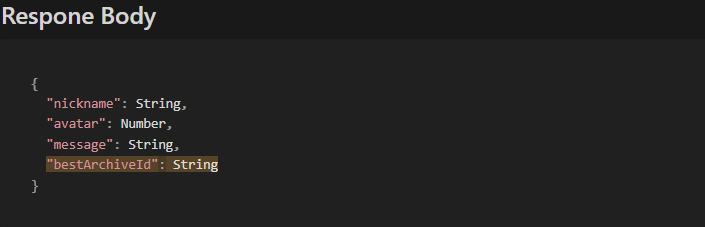 Respone Body
{
"nickname": String,
"avatar": Number,
"message": String,
"bestArchiveId": String
}